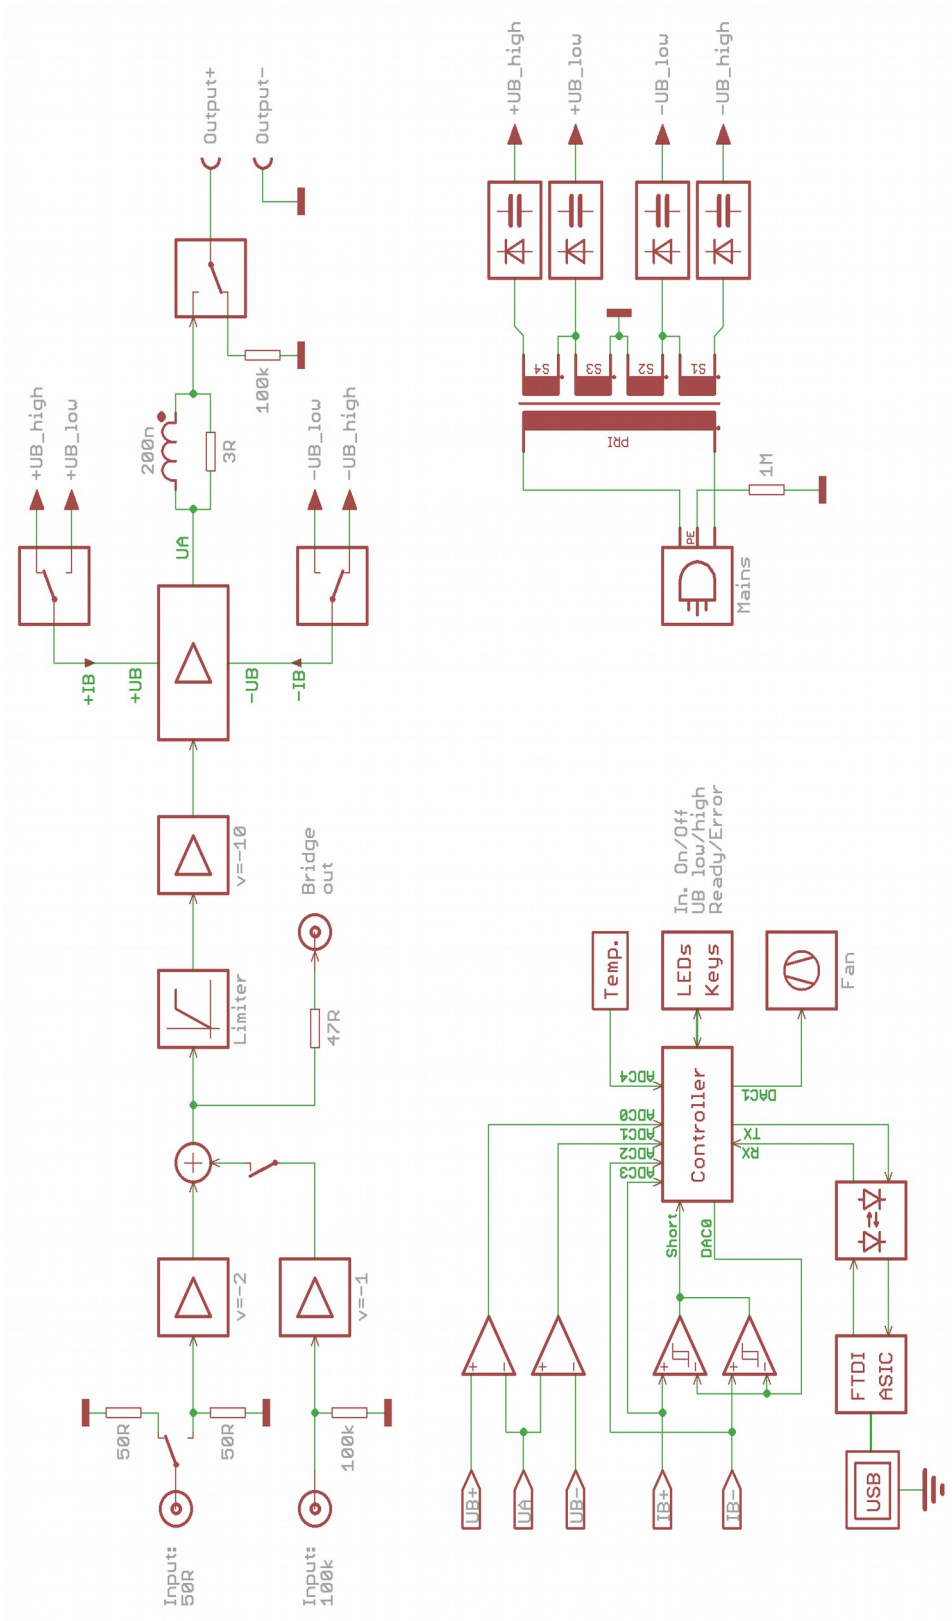 Input:
50R
50R
50R
v=-2
Input:
100k
100k
v=-1
Limiter
47R
Bridge
out
v=-10
+IB
+UB
-UB
-IB
UA
+UB_high
+UB_low
-UB_low
-UB_high
200n
3R
100k
Output+
Output-
UB+
UA
UB-
IB+
IB-
Short
DAC0
ADC3
ADC2
ADC1
ADC0
ADC4
Controller
RX
TX
DAC1
Temp.
LEDs
Keys
In. On/Off
UB low/high
Ready/Error
Fan
USB
FTDI
ASIC
Mains
PE
1M
PRI
S4
S3
S2
S1
+UB_high
+UB_low
-UB_low
-UB_high